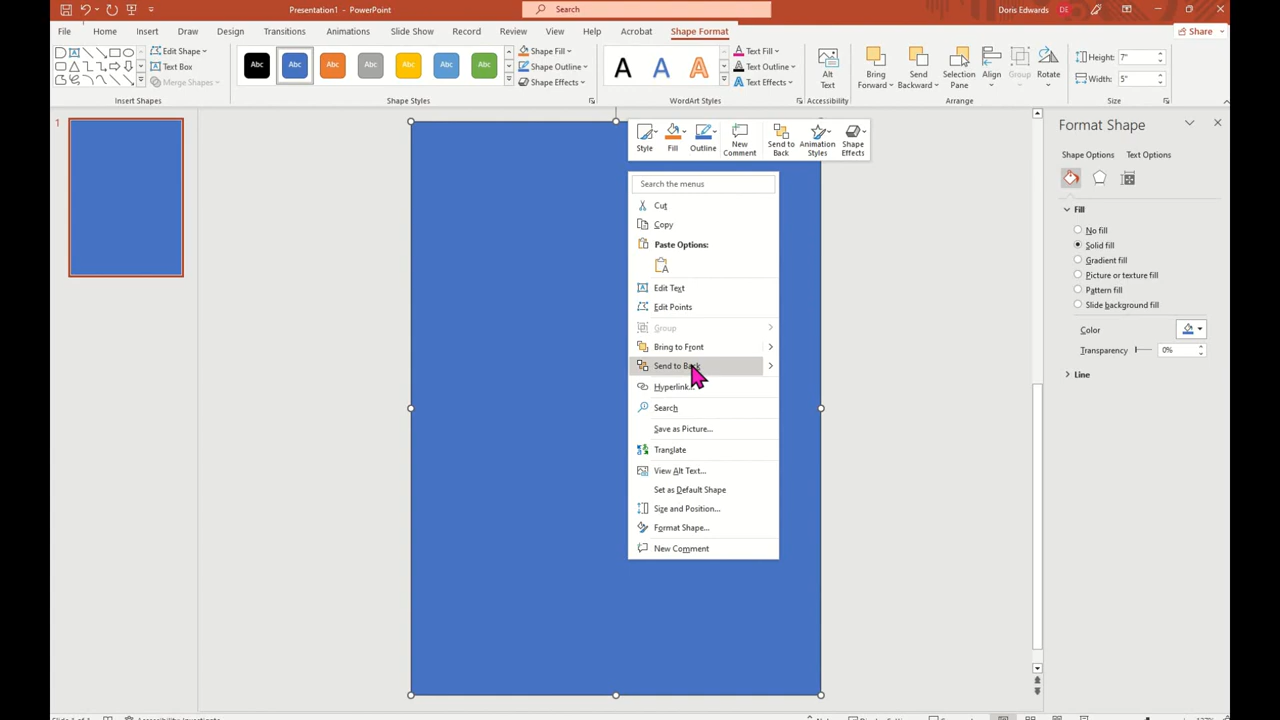 Presentation1 - PowerPoint
Search
Doris Edwards DE
File Home Insert Draw Design Transitions Animations Slide Show Record Review View Help Acrobat Shape Format Share
Edit Shape
Text Box
Merge Shapes
Insert Shapes
Abc Abc Abc Abc Abc Abc Abc
Shape Fill
Shape Outline
Shape Effects
Shape Styles
A A A
Text Fill
Text Outline
Text Effects
WordArt Styles
Alt
Text
Accessibility
Bring
Forward
Send
Backward
Selection
Pane
Align
Group
Rotate
Arrange
Height: 7"
Width: 5"
Size
1
Style
Fill
Outline
New
Comment
Send to
Back
Animation
Styles
Shape
Effects
Search the menus
Cut
Copy
Paste Options:
Edit Text
Edit Points
Group
Bring to Front
Send to Back
Hyperlink...
Search
Save as Picture...
Translate
View Alt Text...
Set as Default Shape
Size and Position...
Format Shape...
New Comment
Format Shape
Shape Options Text Options
Fill
No fill
Solid fill
Gradient fill
Picture or texture fill
Pattern fill
Slide background fill
Color
Transparency 0%
Line